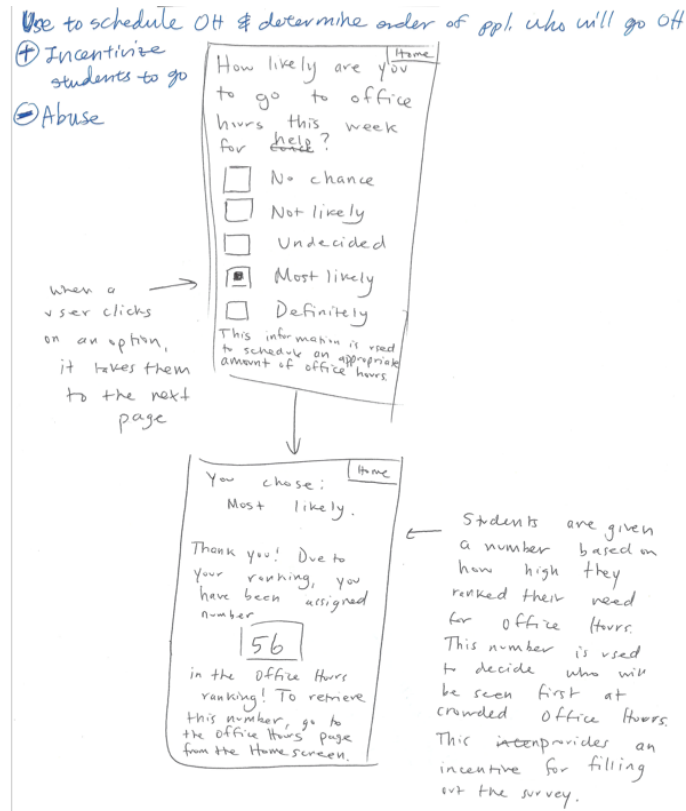 Use to schedule OH & determine order of ppl. who will go OH
⊕ Incentivize
students to go
⊖ Abuse
Home
How likely are you
to go to office
hours this week
for help?
No chance
Not likely
Undecided
Most likely
Definitely
This information is used
to schedule an appropriate
amount of office hours.
when a
user clicks
on an option,
it takes them
to the next
page
Home
You chose:
Most likely.
Thank you! Due to
your ranking, you
have been assigned
number
56
in the Office Hours
ranking! To retrieve
this number, go to
the Office Hours page
from the Home screen.
Students are given
a number based on
how high they
ranked their need
for Office Hours.
This number is used
to decide who will
be seen first at
crowded Office Hours.
This provides an
incentive for filling
out the survey.